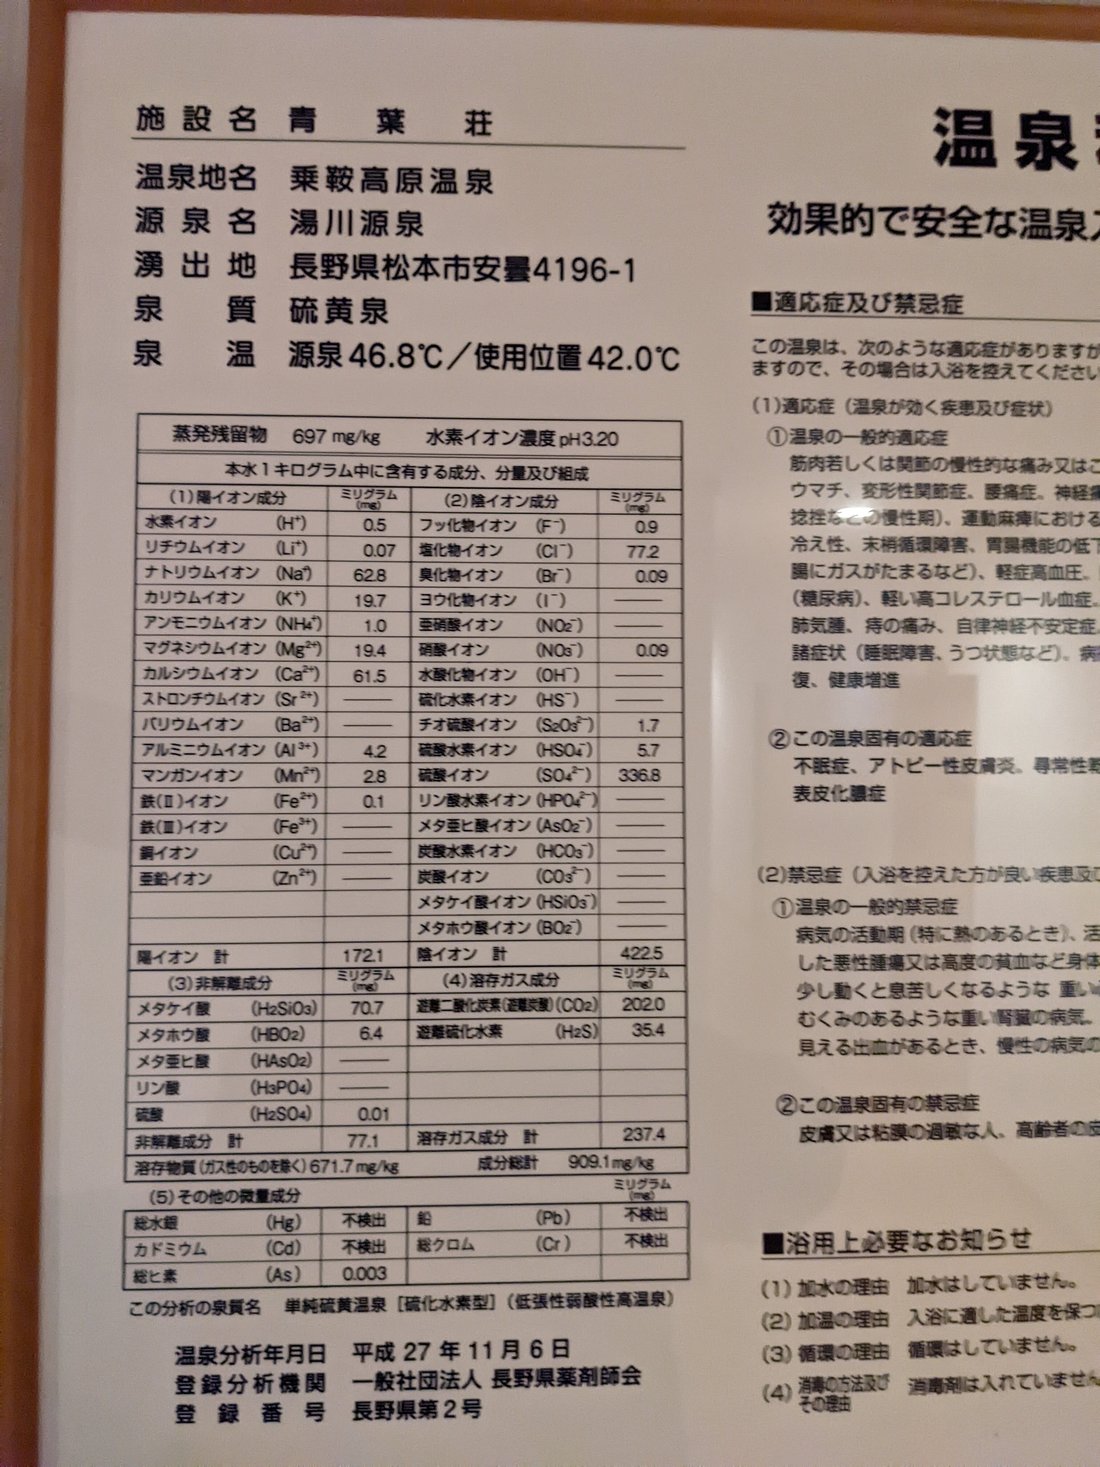 施設名 青葉荘
温泉地名 乗鞍高原温泉
源泉名 湯川源泉
湧出地 長野県松本市安曇4196-1
泉質 硫黄泉
泉温 源泉46.8℃/使用位置42.0℃
蒸発残留物 697mg/kg 水素イオン濃度pH3.20
本水1キログラム中に含有する成分、分量及び組成
(1)陽イオン成分 ミリグラム(mg) (2)陰イオン成分 ミリグラム(mg)
水素イオン (H⁺) 0.5 フッ化物イオン (F⁻) 0.9
リチウムイオン (Li⁺) 0.07 塩化物イオン (Cl⁻) 77.2
ナトリウムイオン (Na⁺) 62.8 臭化物イオン (Br⁻) 0.09
カリウムイオン (K⁺) 19.7 ヨウ化物イオン (I⁻) ――
アンモニウムイオン (NH₄⁺) 1.0 亜硝酸イオン (NO₂⁻) ――
マグネシウムイオン (Mg²⁺) 19.4 硝酸イオン (NO₃⁻) 0.09
カルシウムイオン (Ca²⁺) 61.5 水酸化物イオン (OH⁻) ――
ストロンチウムイオン (Sr²⁺) ―― 硫化水素イオン (HS⁻) ――
バリウムイオン (Ba²⁺) ―― チオ硫酸イオン (S₂O₃²⁻) 1.7
アルミニウムイオン (Al³⁺) 4.2 硫酸水素イオン (HSO₄⁻) 5.7
マンガンイオン (Mn²⁺) 2.8 硫酸イオン (SO₄²⁻) 336.8
鉄(Ⅱ)イオン (Fe²⁺) 0.1 リン酸水素イオン (HPO₄²⁻) ――
鉄(Ⅲ)イオン (Fe³⁺) ―― メタ亜ヒ酸イオン (AsO₂⁻) ――
銅イオン (Cu²⁺) ―― 炭酸水素イオン (HCO₃⁻) ――
亜鉛イオン (Zn²⁺) ―― 炭酸イオン (CO₃²⁻) ――
メタケイ酸イオン (HSiO₃⁻) ――
メタホウ酸イオン (BO₂⁻) ――
陽イオン 計 172.1 陰イオン 計 422.5
(3)非解離成分 ミリグラム(mg) (4)溶存ガス成分 ミリグラム(mg)
メタケイ酸 (H₂SiO₃) 70.7 遊離二酸化炭素(遊離炭酸)(CO₂) 202.0
メタホウ酸 (HBO₂) 6.4 遊離硫化水素 (H₂S) 35.4
メタ亜ヒ酸 (HAsO₂) ――
リン酸 (H₃PO₄) ――
硫酸 (H₂SO₄) 0.01
非解離成分 計 77.1 溶存ガス成分 計 237.4
溶存物質(ガス性のものを除く)671.7mg/kg 成分総計 909.1mg/kg
(5)その他の微量成分 ミリグラム(mg)
総水銀 (Hg) 不検出 鉛 (Pb) 不検出
カドミウム (Cd) 不検出 総クロム (Cr) 不検出
総ヒ素 (As) 0.003
この分析の泉質名 単純硫黄温泉[硫化水素型](低張性弱酸性高温泉)
温泉分析年月日 平成27年11月6日
登録分析機関 一般社団法人 長野県薬剤師会
登録番号 長野県第2号
温泉
効果的で安全な温泉
■適応症及び禁忌症
この温泉は、次のような適応症がありますが
ますので、その場合は入浴を控えてください
(1)適応症(温泉が効く疾患及び症状)
①温泉の一般的適応症
筋肉若しくは関節の慢性的な痛み又はこ
ウマチ、変形性関節症。腰痛症。神経痛
捻挫などの慢性期)、運動麻痺における
冷え性、末梢循環障害、胃腸機能の低下
腸にガスがたまるなど)、軽症高血圧。
(糖尿病)、軽い高コレステロール血症。
肺気腫、痔の痛み、自律神経不安定症。
諸症状(睡眠障害、うつ状態など)。病
復、健康増進
②この温泉固有の適応症
不眠症、アトピー性皮膚炎。尋常性乾
表皮化膿症
(2)禁忌症(入浴を控えた方が良い疾患及び
①温泉の一般的禁忌症
病気の活動期(特に熱のあるとき)、活
した悪性腫瘍又は高度の貧血など身体
少し動くと息苦しくなるような 重い
むくみのあるような重い腎臓の病気。
見える出血があるとき、慢性の病気の
②この温泉固有の禁忌症
皮膚又は粘膜の過敏な人、高齢者の皮
■浴用上必要なお知らせ
(1) 加水の理由 加水はしていません。
(2) 加温の理由 入浴に適した温度を保つ
(3) 循環の理由 循環はしていません。
(4) 消毒の方法及びその理由 消毒剤は入れていません